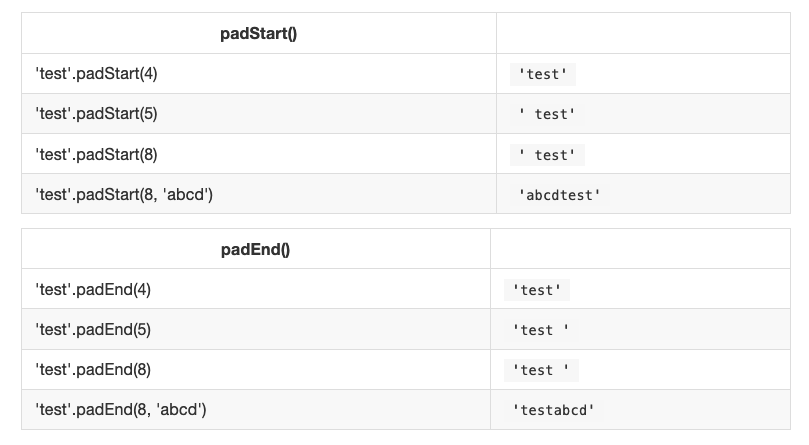 padStart()
'test'.padStart(4) 'test'
'test'.padStart(5) ' test'
'test'.padStart(8) ' test'
'test'.padStart(8, 'abcd') 'abcdtest'
padEnd()
'test'.padEnd(4) 'test'
'test'.padEnd(5) 'test '
'test'.padEnd(8) 'test '
'test'.padEnd(8, 'abcd') 'testabcd'